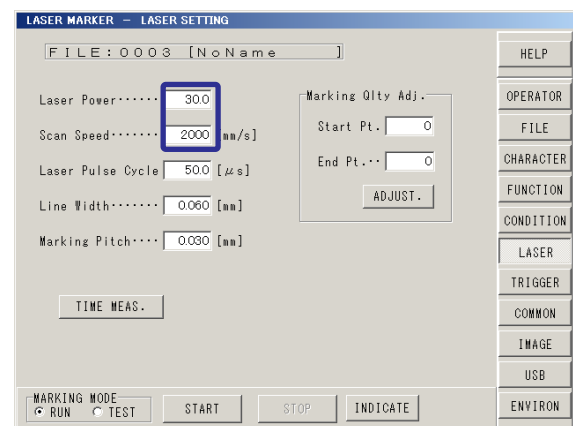 LASER MARKER － LASER SETTING
FILE:0003 [NoName ]
Laser Power······ 30.0
Scan Speed······· 2000 [mm/s]
Laser Pulse Cycle 50.0 [μs]
Line Width······· 0.060 [mm]
Marking Pitch···· 0.030 [mm]
TIME MEAS.
Marking Qlty Adj.
Start Pt. 0
End Pt.·· 0
ADJUST.
MARKING MODE
RUN TEST
START
STOP
INDICATE
HELP
OPERATOR
FILE
CHARACTER
FUNCTION
CONDITION
LASER
TRIGGER
COMMON
IMAGE
USB
ENVIRON